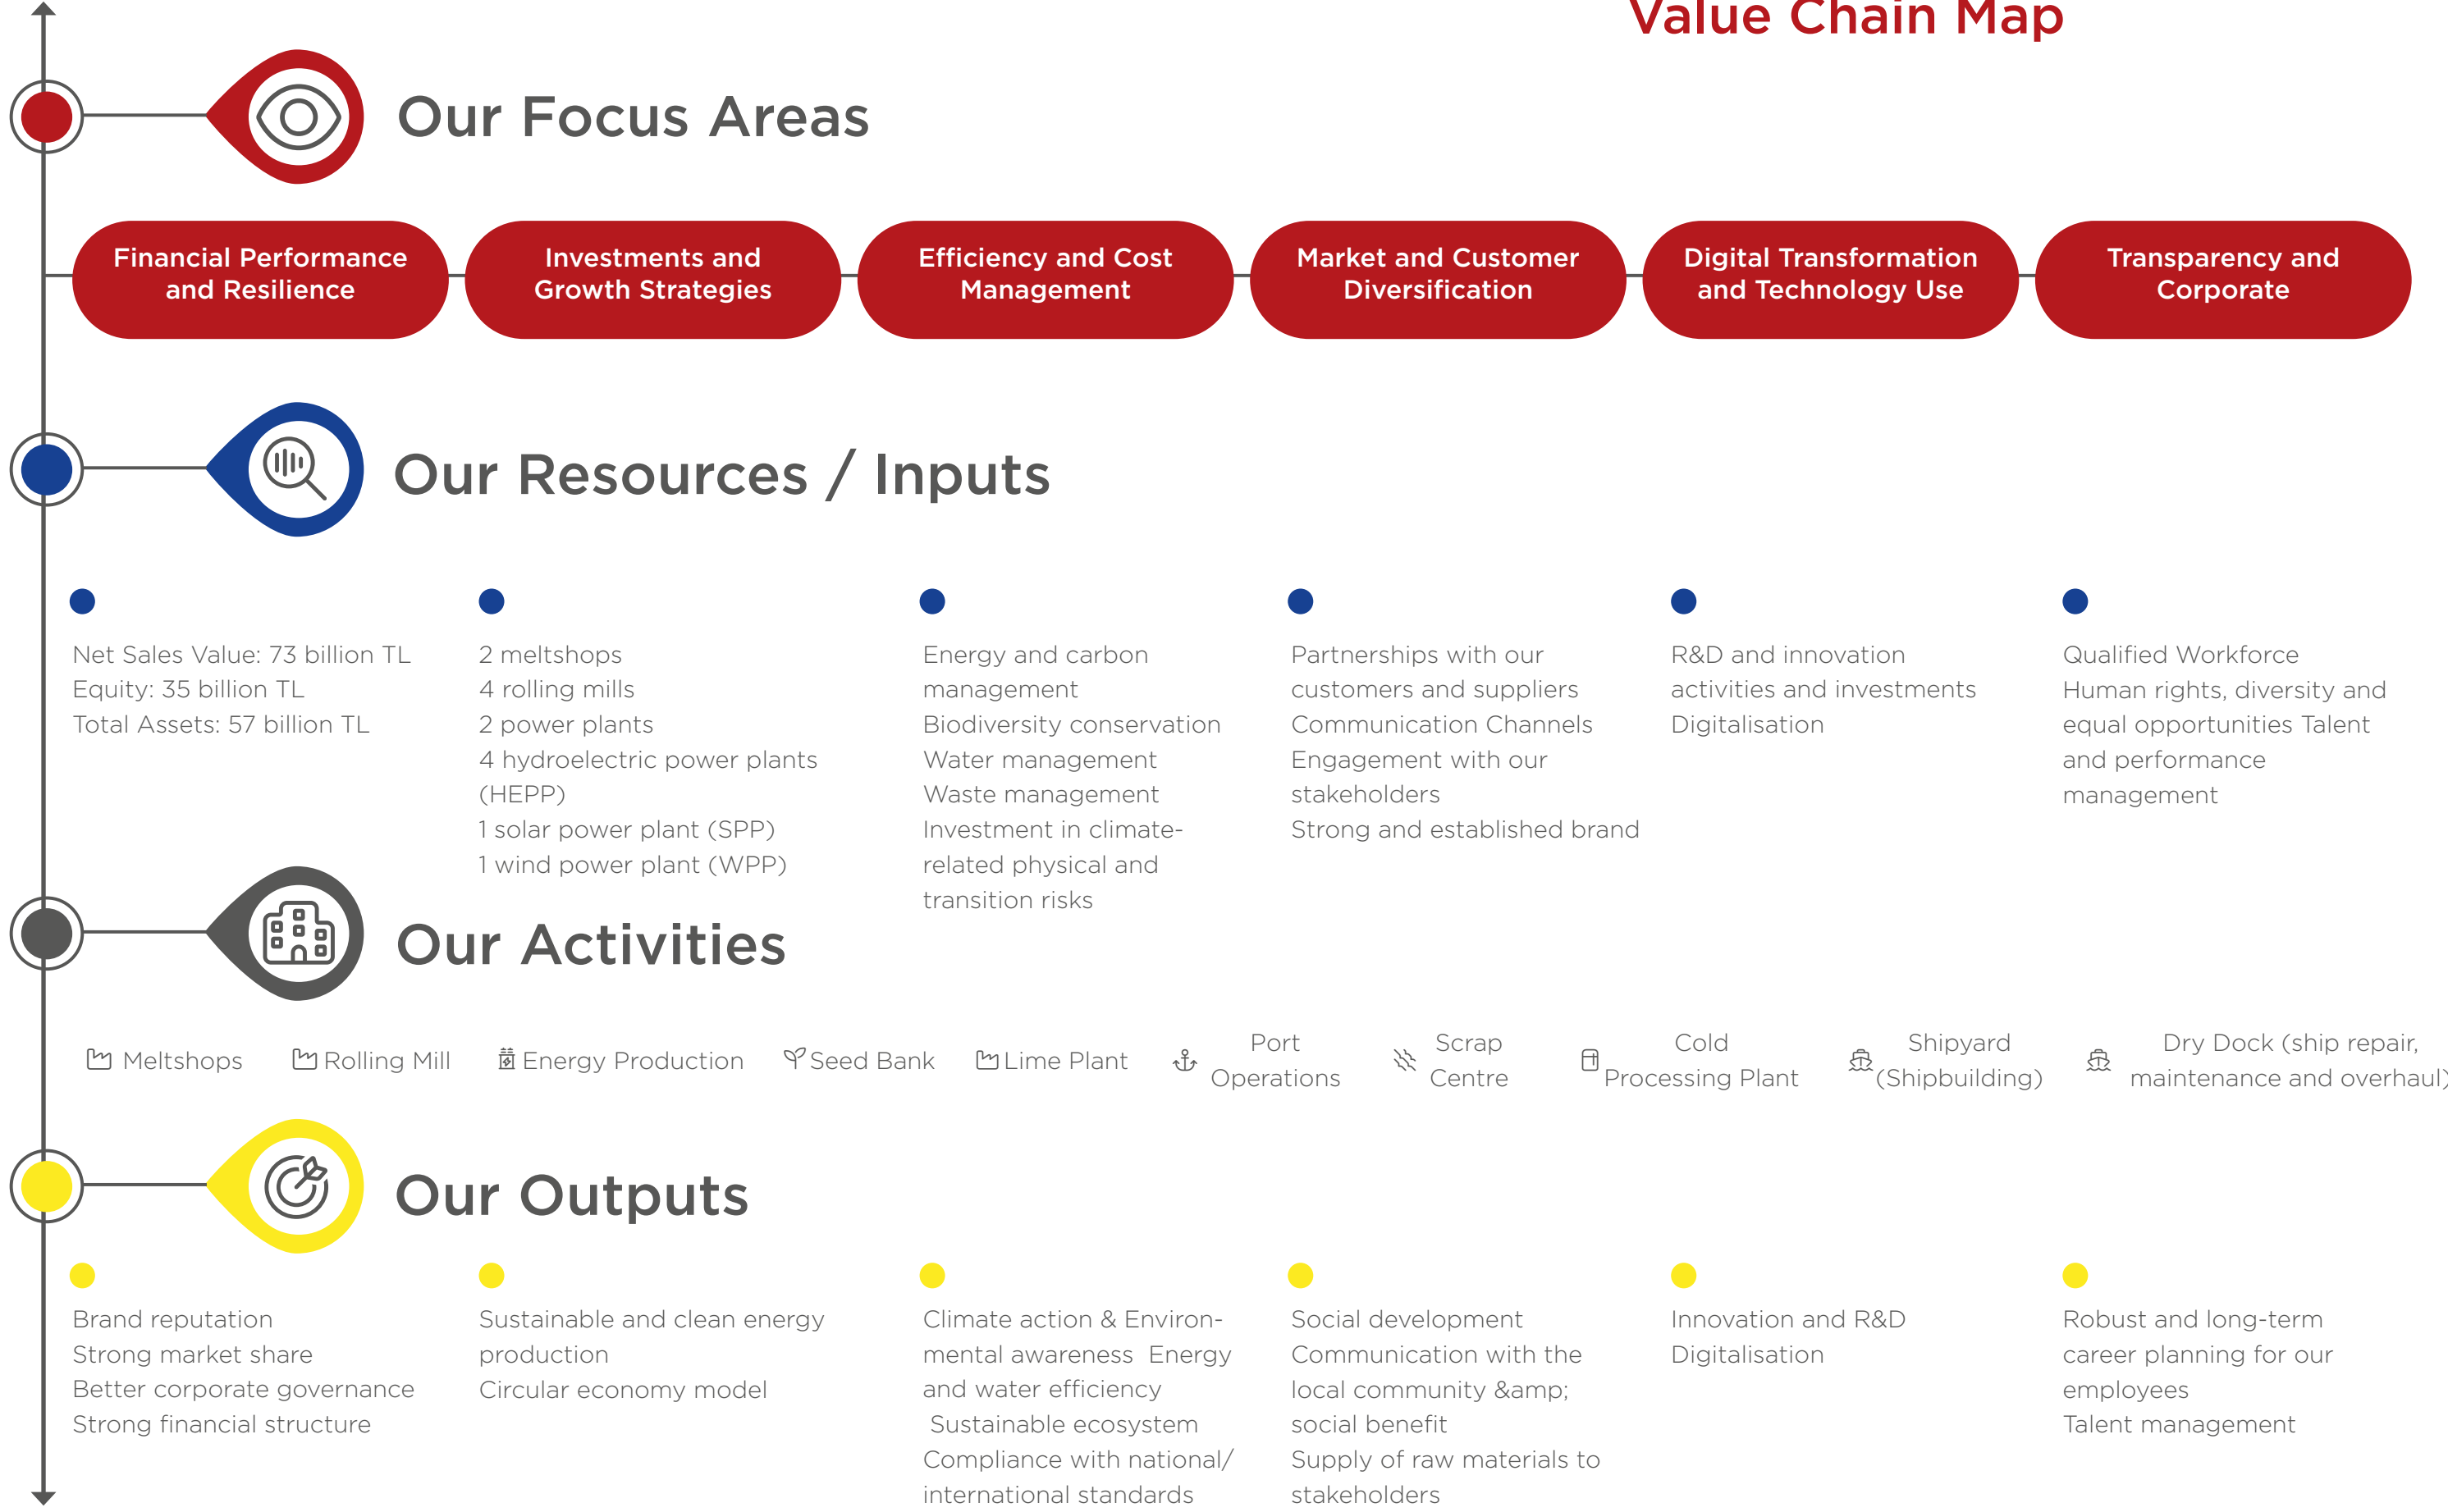 Value Chain Map
Our Focus Areas
Financial Performance
and Resilience
Investments and
Growth Strategies
Efficiency and Cost
Management
Market and Customer
Diversification
Digital Transformation
and Technology Use
Transparency and
Corporate
Our Resources / Inputs
Net Sales Value: 73 billion TL
Equity: 35 billion TL
Total Assets: 57 billion TL
2 meltshops
4 rolling mills
2 power plants
4 hydroelectric power plants
(HEPP)
1 solar power plant (SPP)
1 wind power plant (WPP)
Energy and carbon
management
Biodiversity conservation
Water management
Waste management
Investment in climate-
related physical and
transition risks
Partnerships with our
customers and suppliers
Communication Channels
Engagement with our
stakeholders
Strong and established brand
R&D and innovation
activities and investments
Digitalisation
Qualified Workforce
Human rights, diversity and
equal opportunities Talent
and performance
management
Our Activities
Meltshops
Rolling Mill
Energy Production
Seed Bank
Lime Plant
Port
Operations
Scrap
Centre
Cold
Processing Plant
Shipyard
(Shipbuilding)
Dry Dock (ship repair,
maintenance and overhaul)
Our Outputs
Brand reputation
Strong market share
Better corporate governance
Strong financial structure
Sustainable and clean energy
production
Circular economy model
Climate action & Environ-
mental awareness  Energy
and water efficiency
Sustainable ecosystem
Compliance with national/
international standards
Social development
Communication with the
local community &amp;
social benefit
Supply of raw materials to
stakeholders
Innovation and R&D
Digitalisation
Robust and long-term
career planning for our
employees
Talent management